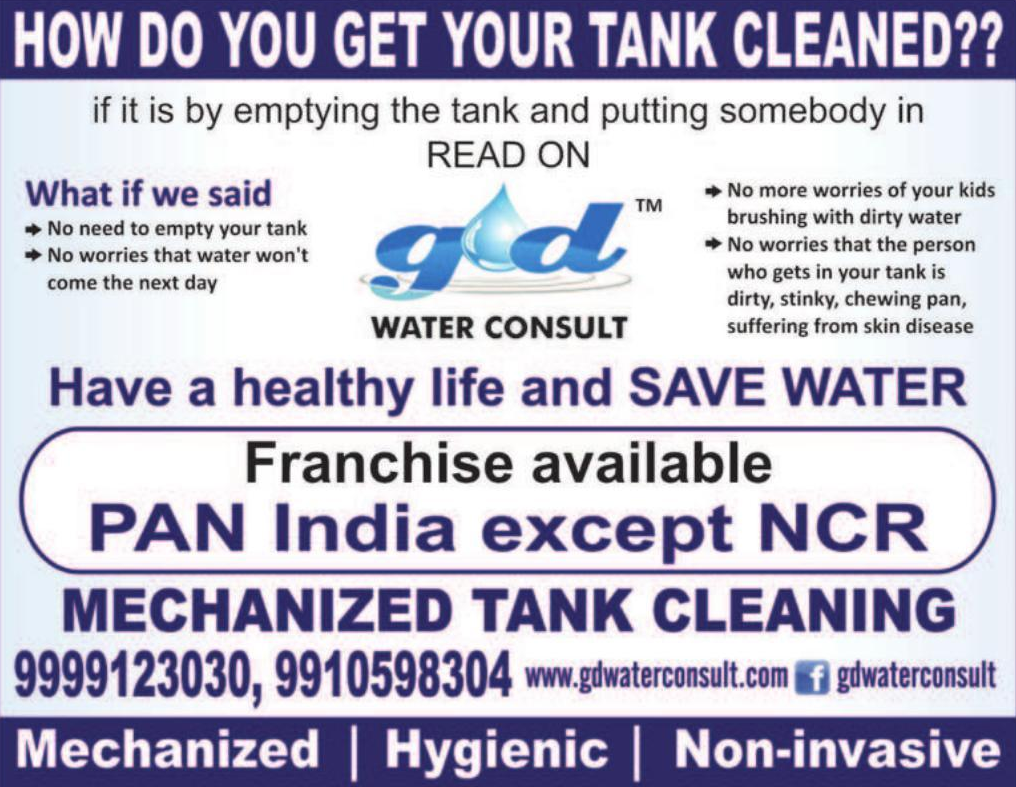 HOW DO YOU GET YOUR TANK CLEANED??
if it is by emptying the tank and putting somebody in
READ ON
What if we said
➔ No need to empty your tank
➔ No worries that water won't
come the next day
gd TM
WATER CONSULT
➔ No more worries of your kids
brushing with dirty water
➔ No worries that the person
who gets in your tank is
dirty, stinky, chewing pan,
suffering from skin disease
Have a healthy life and SAVE WATER
Franchise available
PAN India except NCR
MECHANIZED TANK CLEANING
9999123030, 9910598304 www.gdwaterconsult.com f gdwaterconsult
Mechanized | Hygienic | Non-invasive